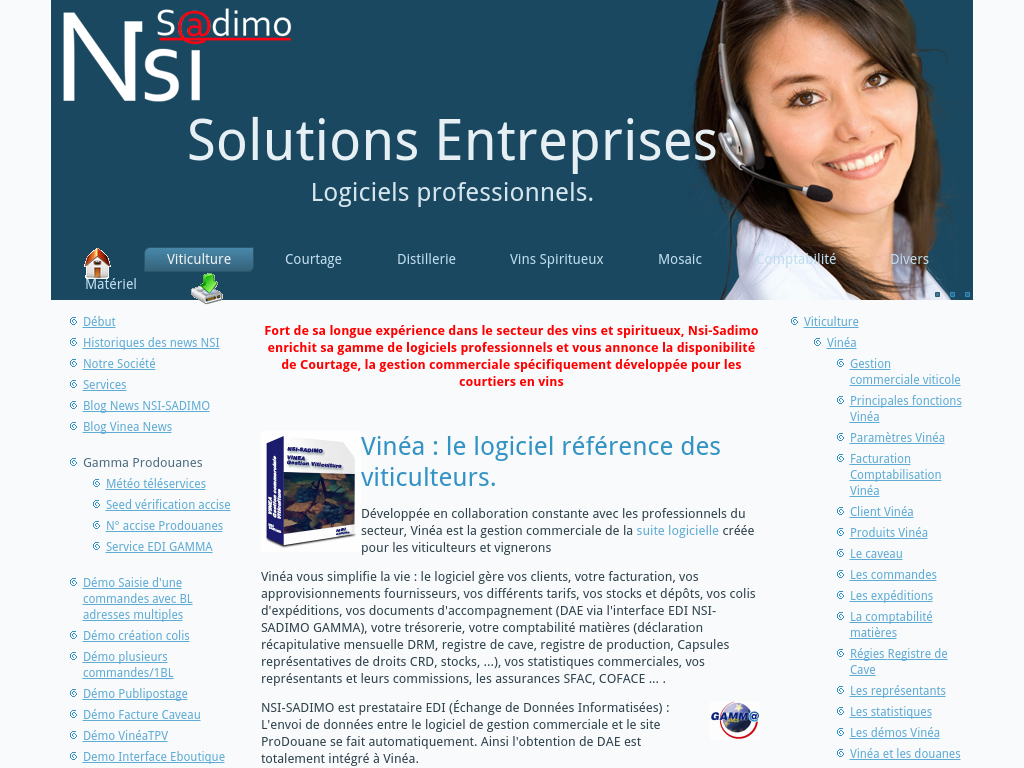 S@dimo
Nsi
Solutions Entreprises
Logiciels professionnels.
Viticulture
Courtage
Distillerie
Vins Spiritueux
Mosaic
Comptabilité
Divers
Matériel
Début
Historiques des news NSI
Notre Société
Services
Blog News NSI-SADIMO
Blog Vinea News
Gamma Prodouanes
Météo téléservices
Seed vérification accise
N° accise Prodouanes
Service EDI GAMMA
Démo Saisie d'une
commandes avec BL
adresses multiples
Démo création colis
Démo plusieurs
commandes/1BL
Démo Publipostage
Démo Facture Caveau
Démo VinéaTPV
Demo Interface Eboutique
Fort de sa longue expérience dans le secteur des vins et spiritueux, Nsi-Sadimo
enrichit sa gamme de logiciels professionnels et vous annonce la disponibilité
de Courtage, la gestion commerciale spécifiquement développée pour les
courtiers en vins
NSI-SADIMO
VINEA
Gestion Viticulture
Vinéa : le logiciel référence des
viticulteurs.
Développée en collaboration constante avec les professionnels du
secteur, Vinéa est la gestion commerciale de la suite logicielle créée
pour les viticulteurs et vignerons
Vinéa vous simplifie la vie : le logiciel gère vos clients, votre facturation, vos
approvisionnements fournisseurs, vos différents tarifs, vos stocks et dépôts, vos colis
d'expéditions, vos documents d'accompagnement (DAE via l'interface EDI NSI-
SADIMO GAMMA), votre trésorerie, votre comptabilité matières (déclaration
récapitulative mensuelle DRM, registre de cave, registre de production, Capsules
représentatives de droits CRD, stocks, ...), vos statistiques commerciales, vos
représentants et leurs commissions, les assurances SFAC, COFACE ... .
NSI-SADIMO est prestataire EDI (Échange de Données Informatisées) :
L'envoi de données entre le logiciel de gestion commerciale et le site
ProDouane se fait automatiquement. Ainsi l'obtention de DAE est
totalement intégré à Vinéa.
GAMM@
Viticulture
Vinéa
Gestion
commerciale viticole
Principales fonctions
Vinéa
Paramètres Vinéa
Facturation
Comptabilisation
Vinéa
Client Vinéa
Produits Vinéa
Le caveau
Les commandes
Les expéditions
La comptabilité
matières
Régies Registre de
Cave
Les représentants
Les statistiques
Les démos Vinéa
Vinéa et les douanes